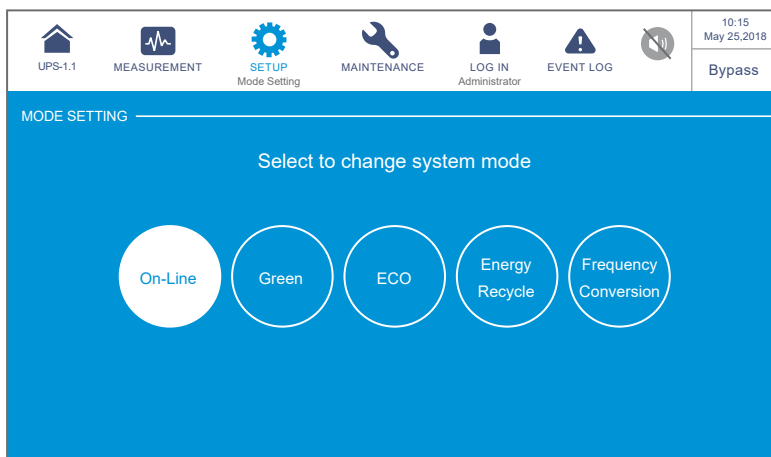 UPS-1.1
MEASUREMENT
SETUP
Mode Setting
MAINTENANCE
LOG IN
Administrator
EVENT LOG
10:15
May 25,2018
Bypass
MODE SETTING
Select to change system mode
On-Line
Green
ECO
Energy
Recycle
Frequency
Conversion